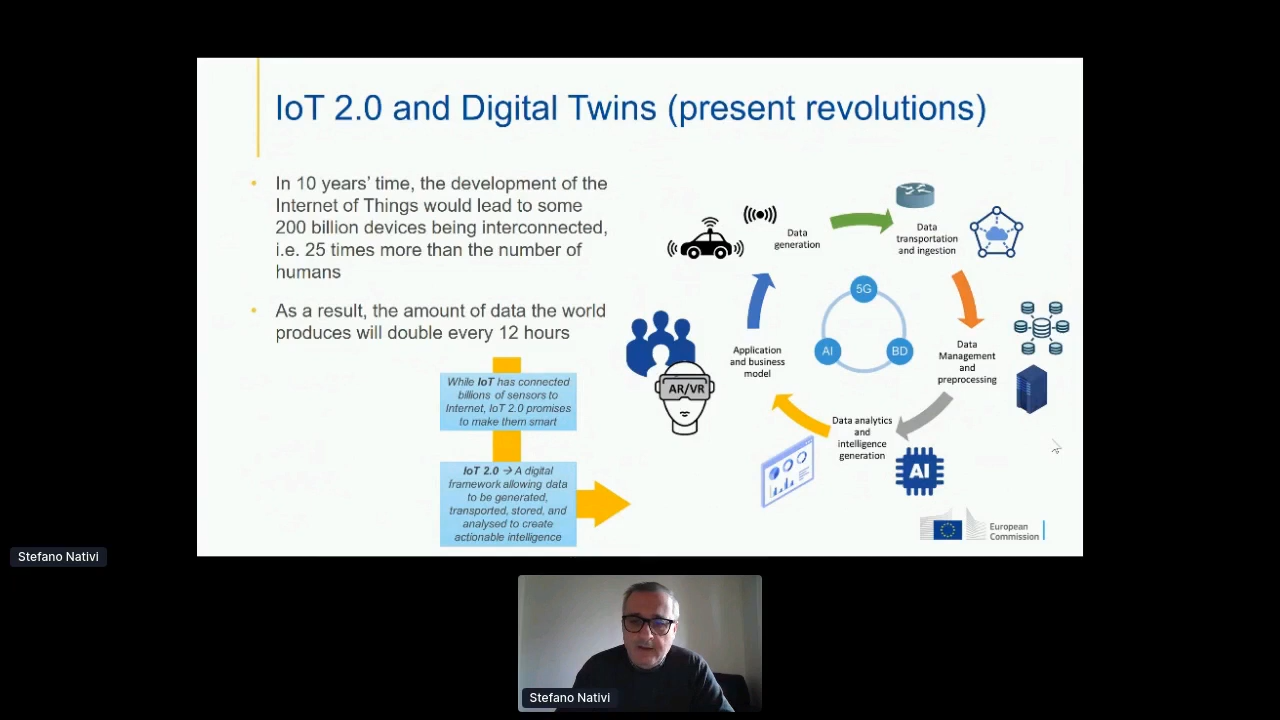 IoT 2.0 and Digital Twins (present revolutions)
• In 10 years' time, the development of the
Internet of Things would lead to some
200 billion devices being interconnected,
i.e. 25 times more than the number of
humans
• As a result, the amount of data the world
produces will double every 12 hours
While IoT has connected
billions of sensors to
Internet, IoT 2.0 promises
to make them smart
IoT 2.0 → A digital
framework allowing data
to be generated,
transported, stored, and
analysed to create
actionable intelligence
Data
generation
Data
transportation
and ingestion
5G
AI
BD
Application
and business
model
Data
Management
and
preprocessing
AR/VR
Data analytics
and
intelligence
generation
AI
European
Commission
Stefano Nativi
Stefano Nativi